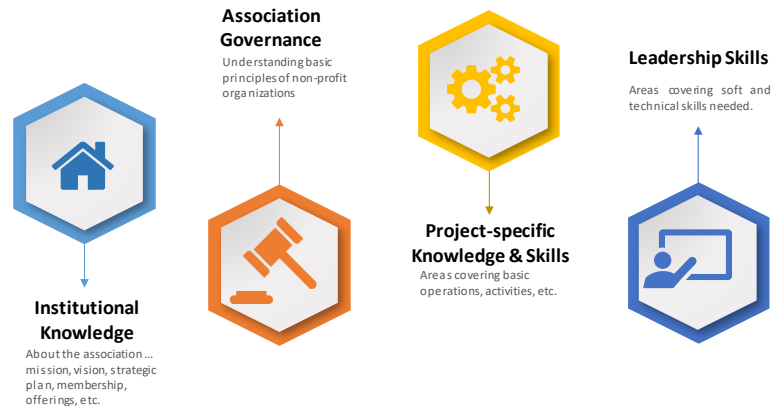 Institutional
Knowledge
About the association …
mission, vision, strategic
plan, membership,
offerings, etc.
Association
Governance
Understanding basic
principles of non-profit
organizations
Project-specific
Knowledge & Skills
Areas covering basic
operations, activities, etc.
Leadership Skills
Areas covering soft and
technical skills needed.